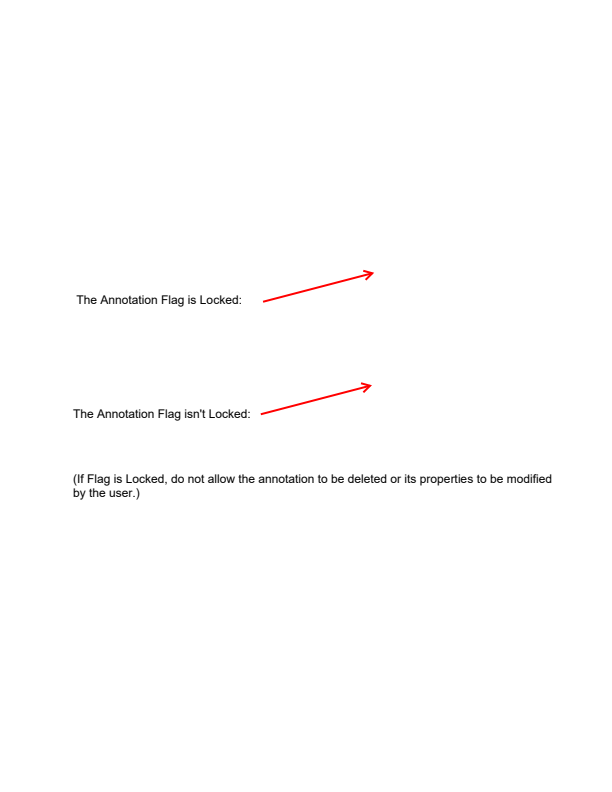 The Annotation Flag is Locked:
The Annotation Flag isn't Locked:
(If Flag is Locked, do not allow the annotation to be deleted or its properties to be modified
by the user.)